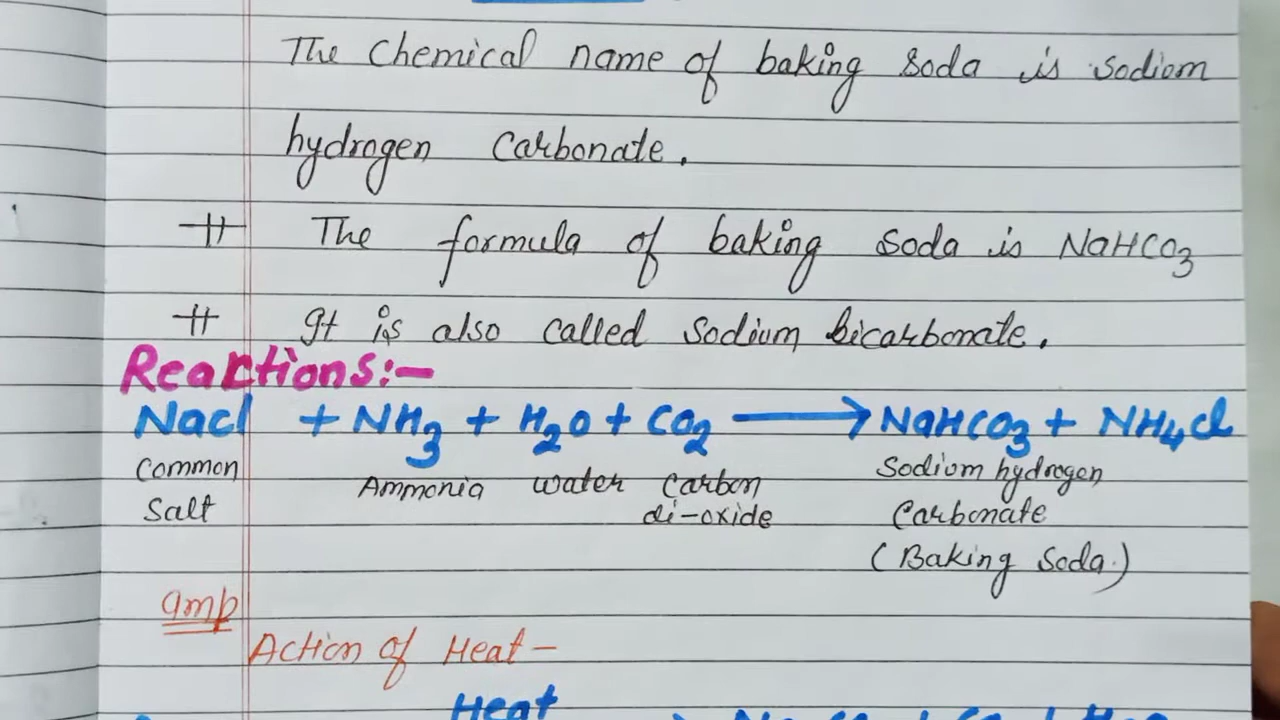 The Chemical name of baking soda is sodiom
hydrogen Carbonate.
The formula of baking soda is NaHCO3
It is also called sodium bicarbonate.
Reactions:-
Nacl + NH3 + H2O + CO2 → NaHCO3 + NH4Cl
Common Ammonia water Carbon Sodium hydrogen
Salt di-oxide Carbonate
(Baking Soda.)
imp
Action of Heat-
Heat